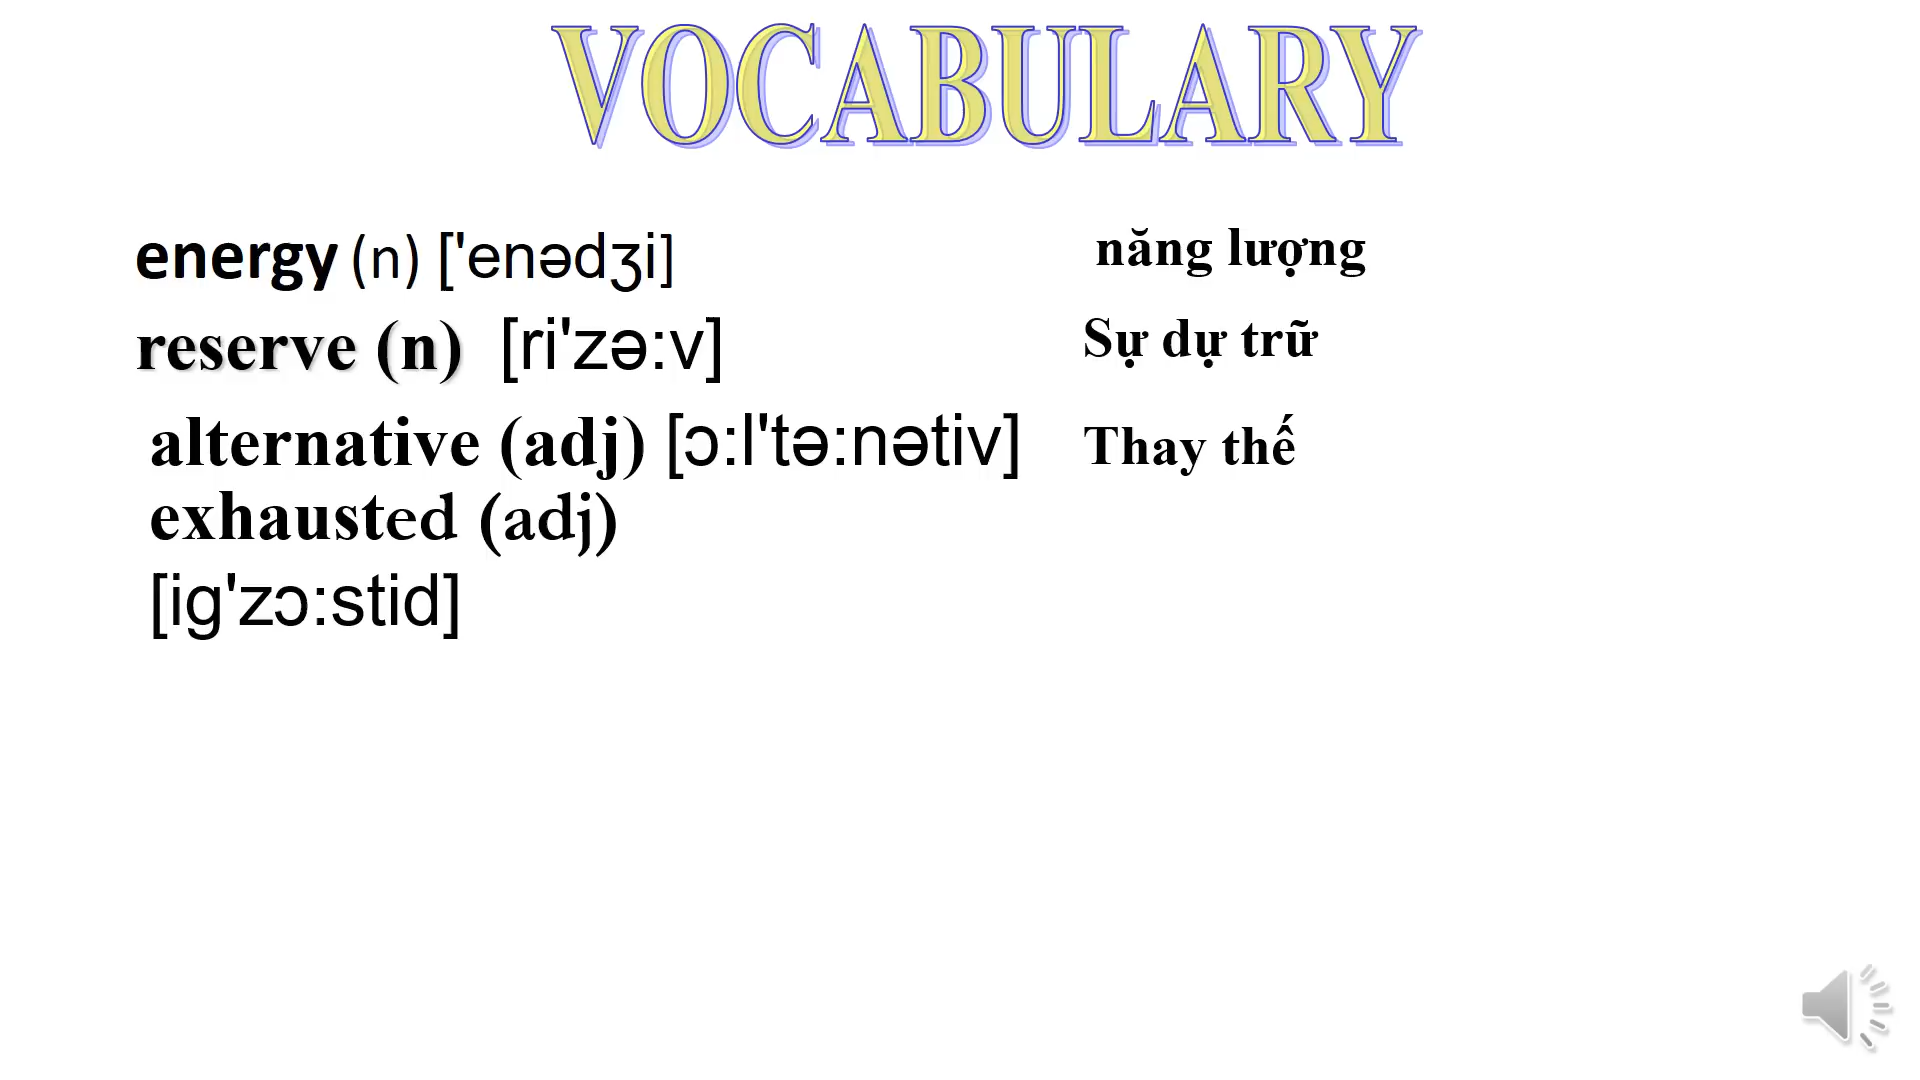 VOCABULARY
energy (n) ['enədʒi] năng lượng
reserve (n) [ri'zə:v] Sự dự trữ
alternative (adj) [ɔ:l'tə:nətiv] Thay thế
exhausted (adj)
[ig'zɔ:stid]